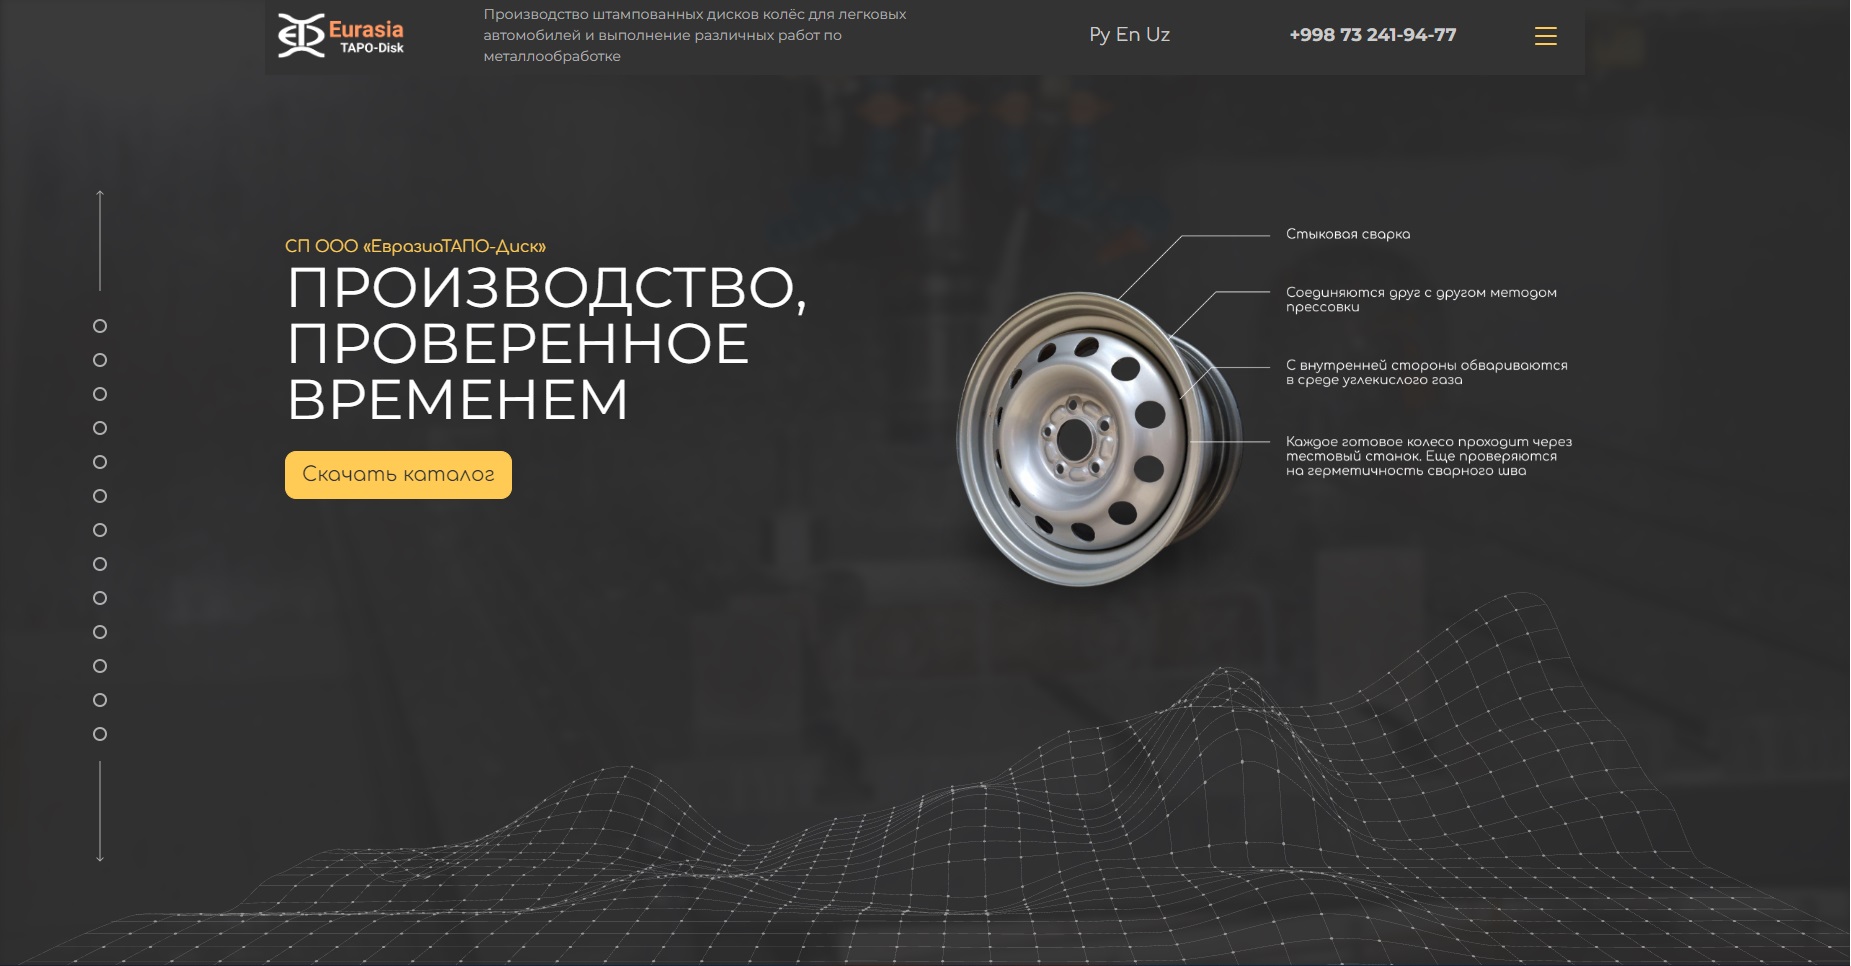 Eurasia
TAPO-Disk
Производство штампованных дисков колёс для легковых
автомобилей и выполнение различных работ по
металлообработке
Ру En Uz
+998 73 241-94-77
СП ООО «ЕвразиаТАПО-Диск»
ПРОИЗВОДСТВО,
ПРОВЕРЕННОЕ
ВРЕМЕНЕМ
Скачать каталог
Стыковая сварка
Соединяются друг с другом методом
прессовки
С внутренней стороны обвариваются
в среде углекислого газа
Каждое готовое колесо проходит через
тестовый станок. Еще проверяются
на герметичность сварного шва